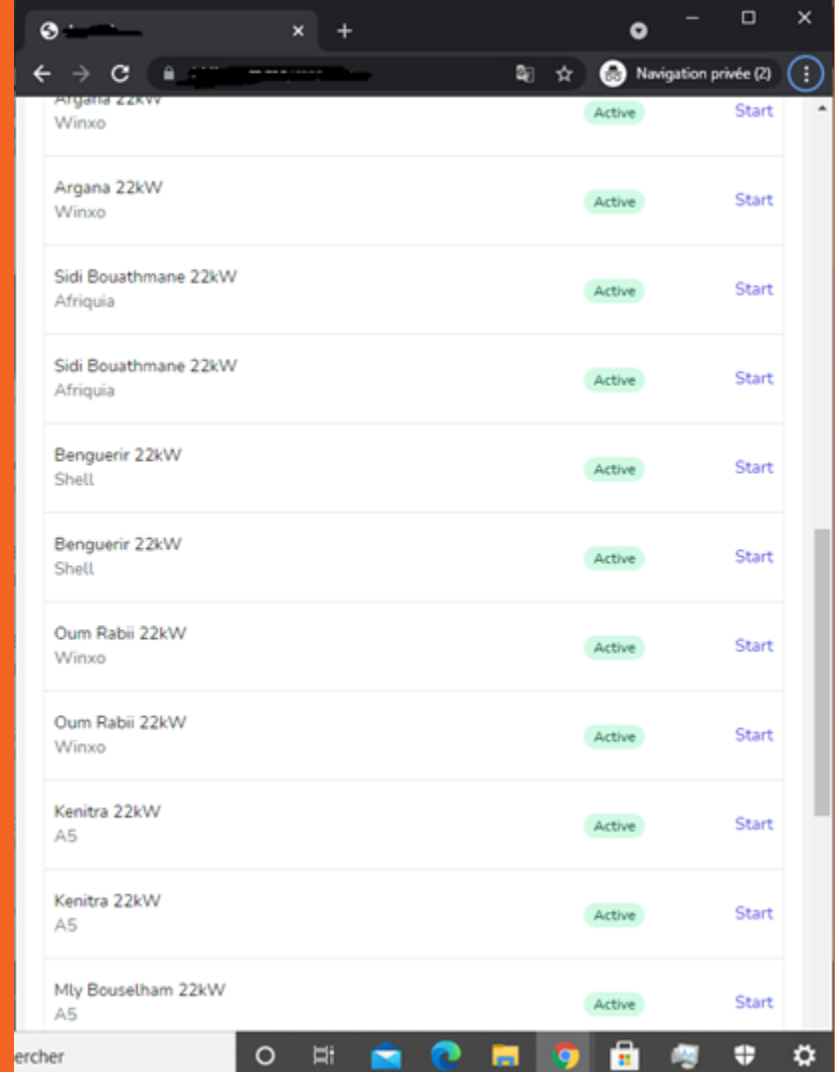 Navigation privée (2)
Argana 22kW
Winxo
Active
Start
Argana 22kW
Winxo
Active
Start
Sidi Bouathmane 22kW
Afriquia
Active
Start
Sidi Bouathmane 22kW
Afriquia
Active
Start
Benguerir 22kW
Shell
Active
Start
Benguerir 22kW
Shell
Active
Start
Oum Rabii 22kW
Winxo
Active
Start
Oum Rabii 22kW
Winxo
Active
Start
Kenitra 22kW
A5
Active
Start
Kenitra 22kW
A5
Active
Start
Mly Bouselham 22kW
A5
Active
Start
ercher